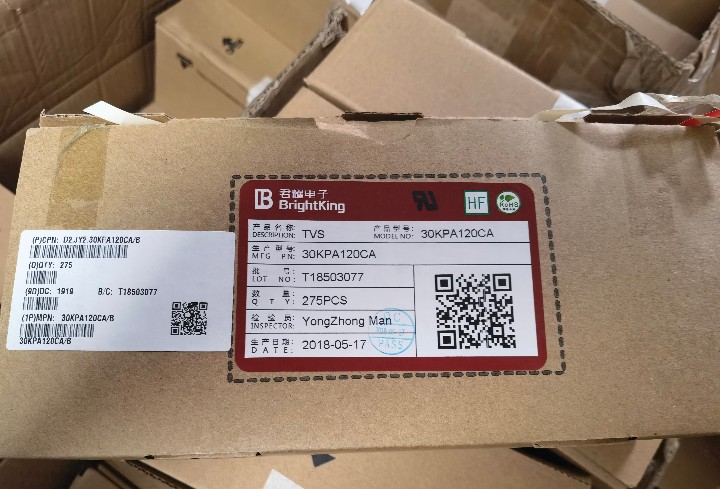 君耀电子
BrightKing
HF
RoHS
产品名称: TVS 产品型号: 30KPA120CA
DESCRIPTION: MODEL NO:
生产型号: 30KPA120CA
MFG PN:
批号: T18503077
LOT NO:
数量: 275PCS
Q T Y:
检验员: YongZhong Man
INSPECTOR:
生产日期: 2018-05-17
DATE:
QC
PASS
(P)CPN: D2.JY2.30KPA120CA/B
(Q)QTY: 275
(9D)DC: 1919 B/C: T18503077
(1P)MPN: 30KPA120CA/B
30KPA120CA/B